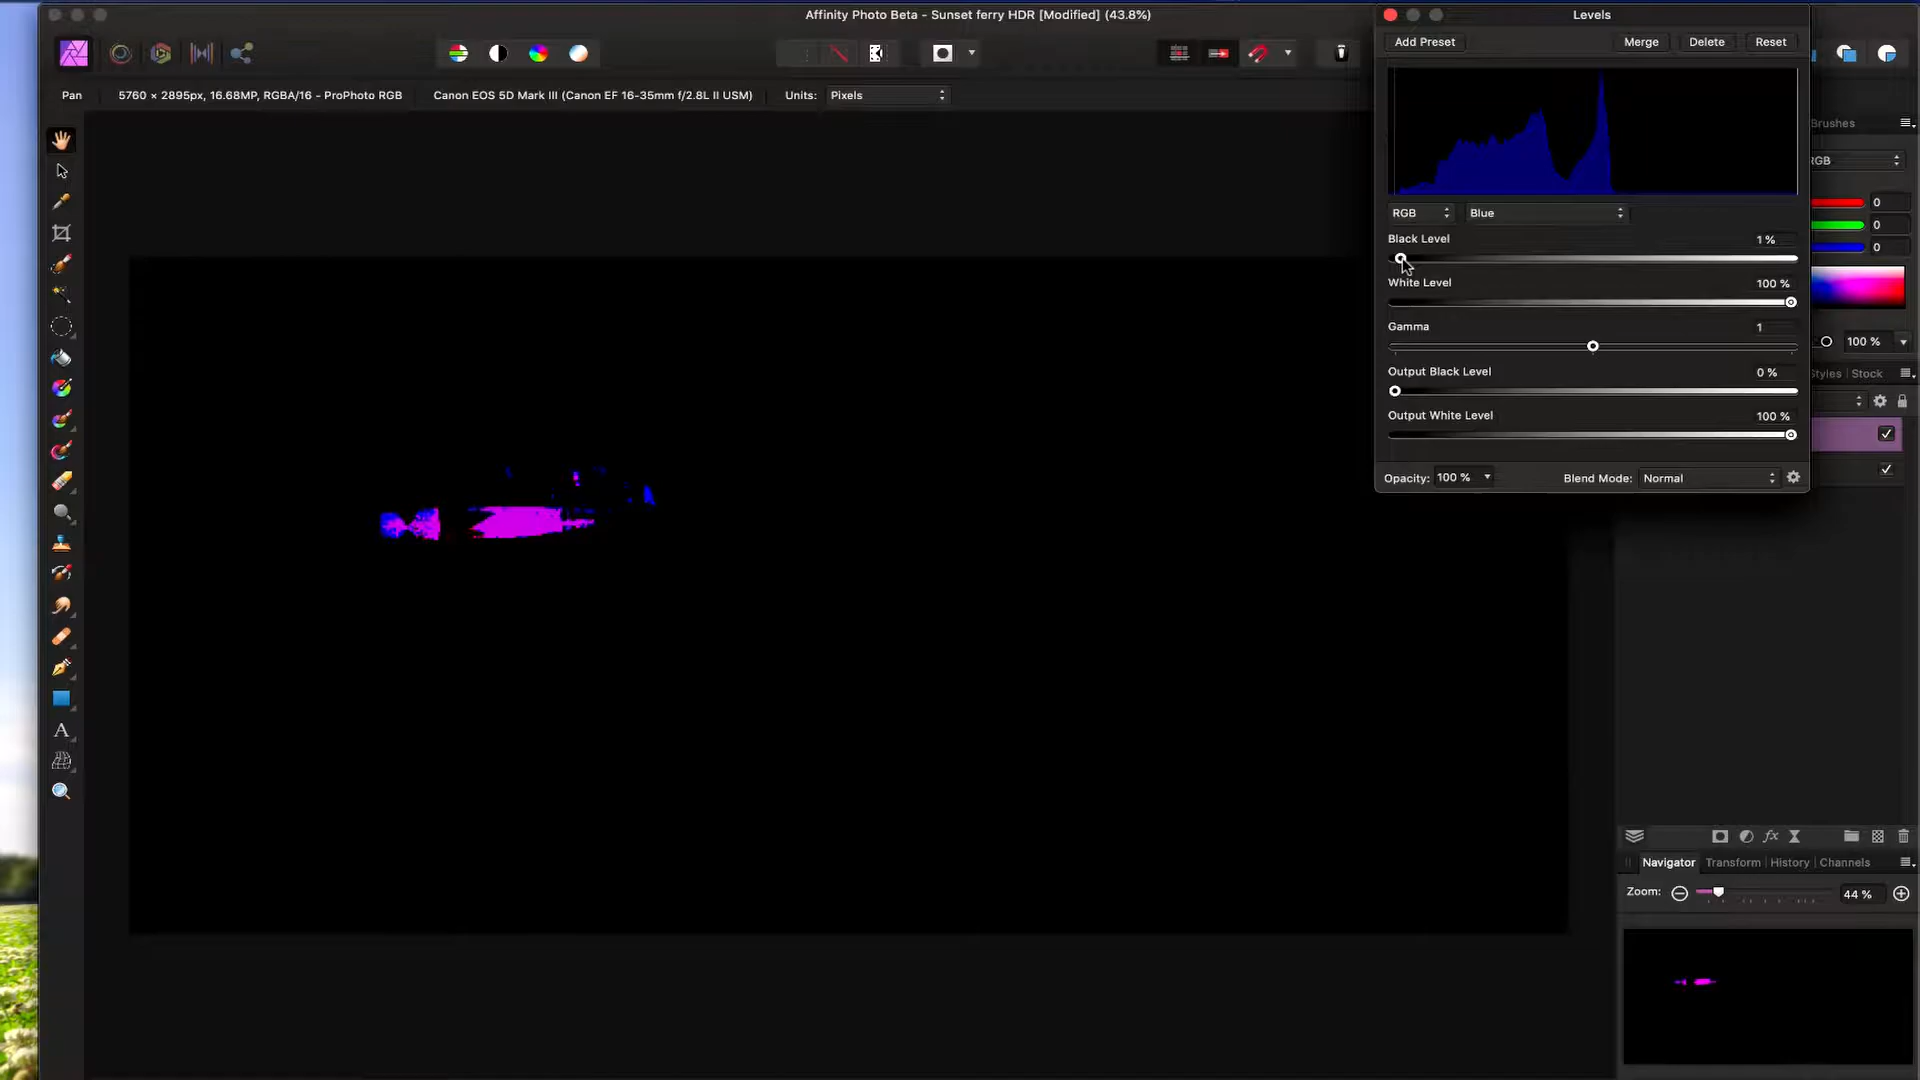 Affinity Photo Beta - Sunset ferry HDR [Modified] (43.8%)
Levels
Add Preset
Merge
Delete
Reset
Pan
5760 × 2895px, 16.68MP, RGBA/16 - ProPhoto RGB
Canon EOS 5D Mark III (Canon EF 16-35mm f/2.8L II USM)
Units:
Pixels
Brushes
RGB
0
0
0
RGB
Blue
Black Level
1 %
White Level
100 %
Gamma
1
Output Black Level
0 %
Output White Level
100 %
Opacity:
100 %
Blend Mode:
Normal
100 %
Styles
Stock
A
fx
Navigator
Transform
History
Channels
Zoom:
44 %